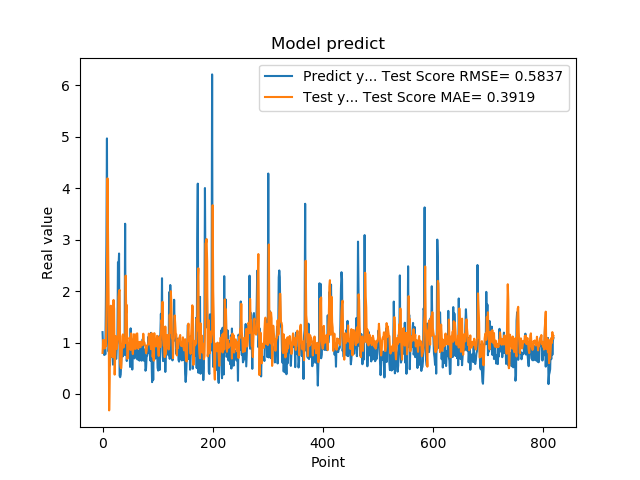 Model predict
Predict y... Test Score RMSE= 0.5837
Test y... Test Score MAE= 0.3919
Real value
6
5
4
3
2
1
0
0 200 400 600 800
Point